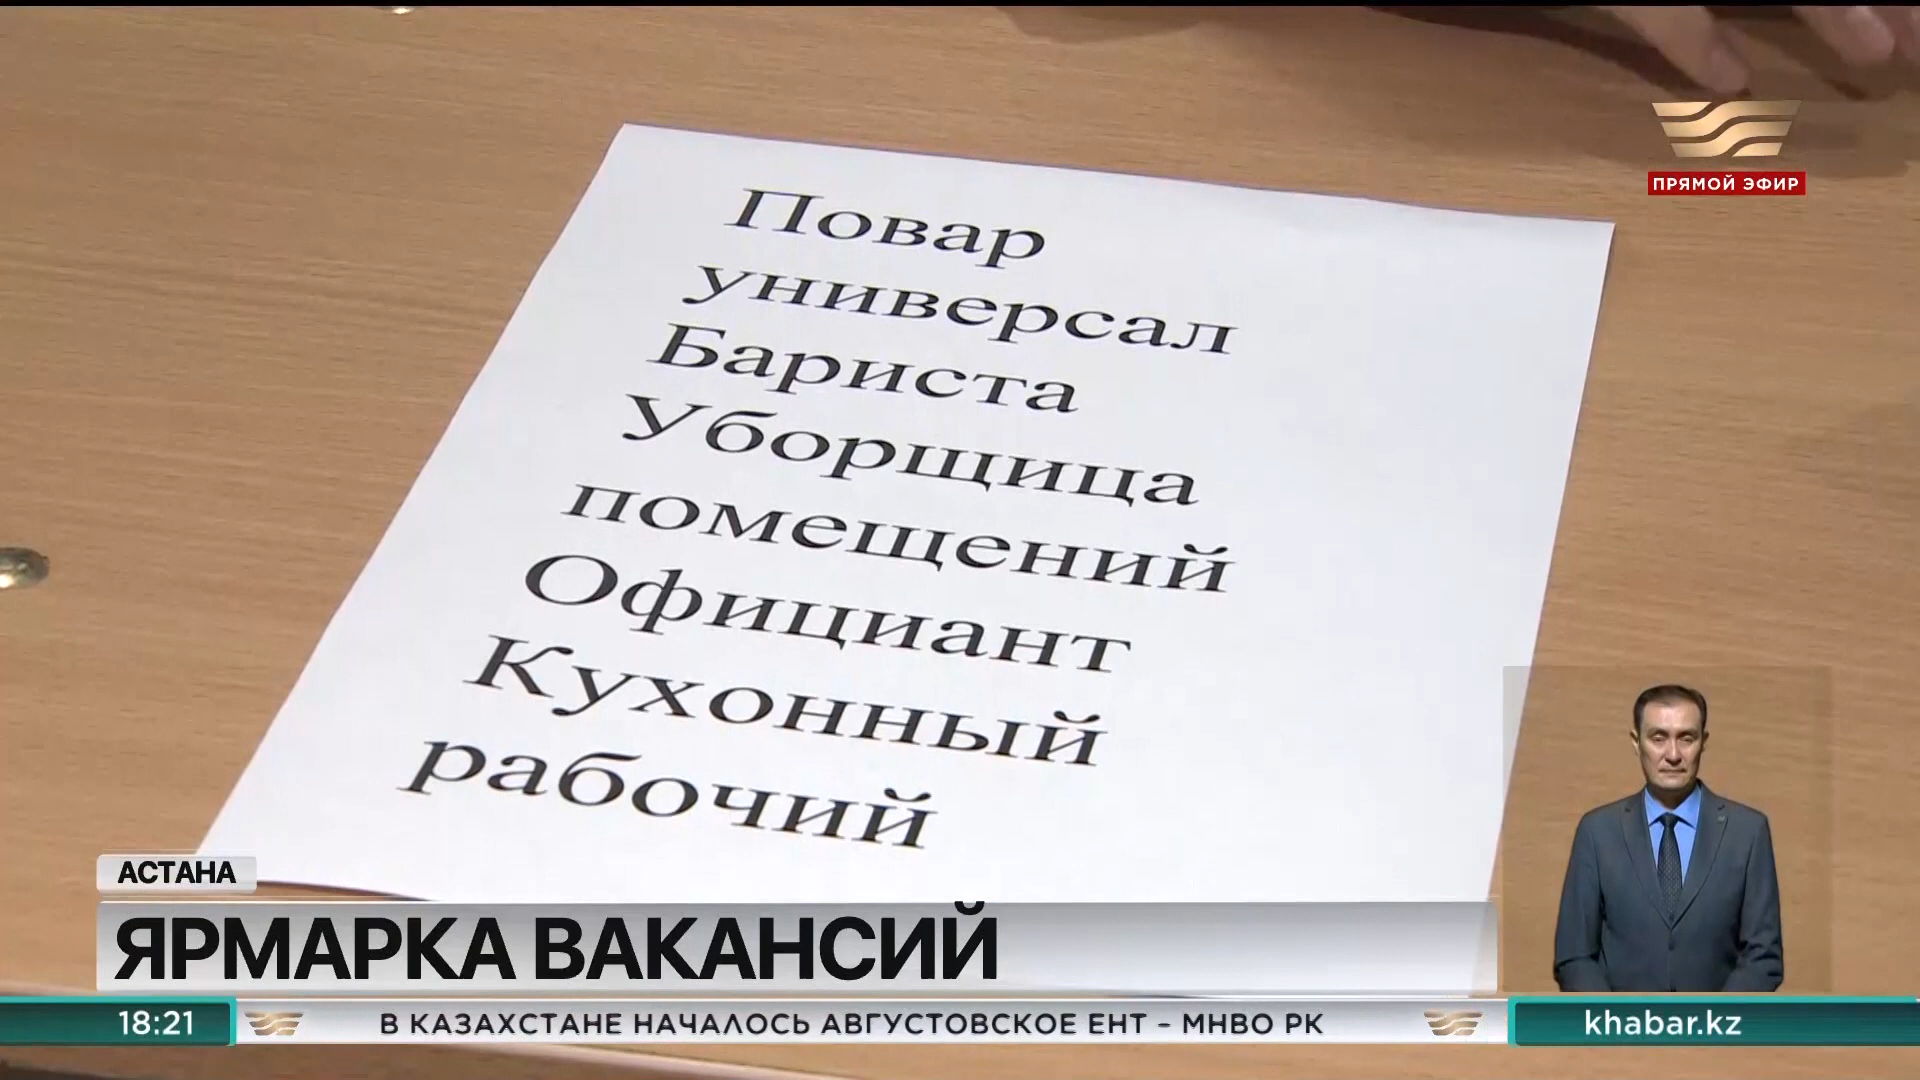 ПРЯМОЙ ЭФИР
Повар
универсал
Бариста
Уборщица
помещений
Официант
Кухонный
рабочий
АСТАНА
ЯРМАРКА ВАКАНСИЙ
18:21
В КАЗАХСТАНЕ НАЧАЛОСЬ АВГУСТОВСКОЕ ЕНТ – МНВО РК
khabar.kz